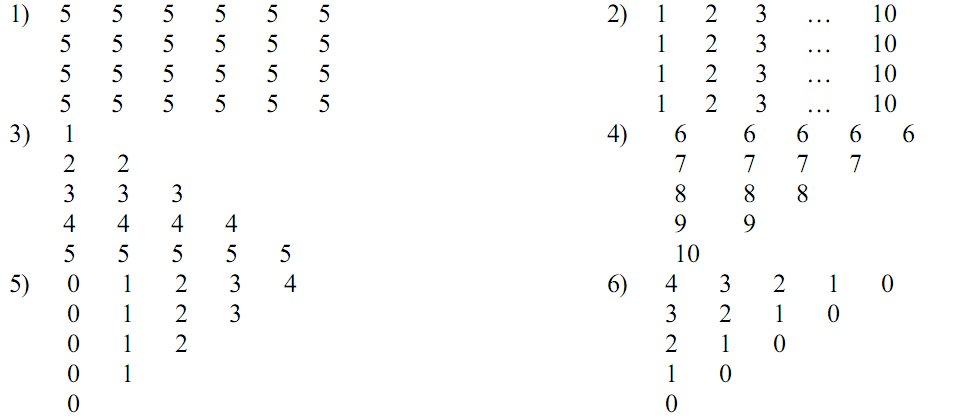 1) 5 5 5 5 5 5
5 5 5 5 5 5
5 5 5 5 5 5
5 5 5 5 5 5
2) 1 2 3 … 10
1 2 3 … 10
1 2 3 … 10
1 2 3 … 10
3) 1
2 2
3 3 3
4 4 4 4
5 5 5 5 5
4) 6 6 6 6 6
7 7 7 7
8 8 8
9 9
10
5) 0 1 2 3 4
0 1 2 3
0 1 2
0 1
0
6) 4 3 2 1 0
3 2 1 0
2 1 0
1 0
0